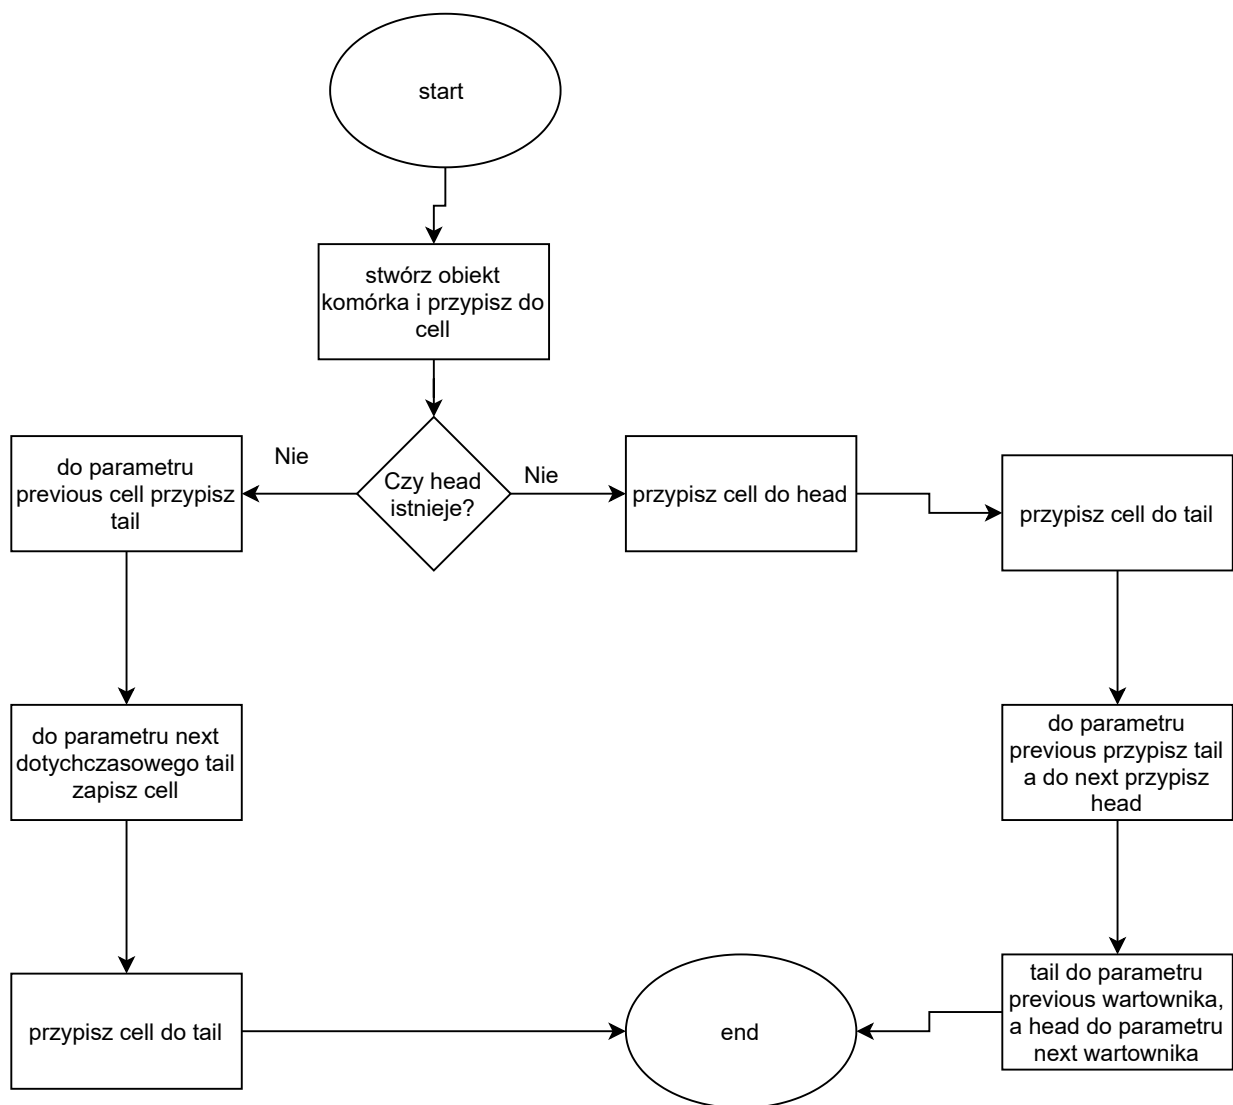 start
stwórz obiekt
komórka i przypisz do
cell
Nie
Czy head
istnieje?
Nie
do parametru
previous cell przypisz
tail
przypisz cell do head
przypisz cell do tail
do parametru next
dotychczasowego tail
zapisz cell
do parametru
previous przypisz tail
a do next przypisz
head
przypisz cell do tail
end
tail do parametru
previous wartownika,
a head do parametru
next wartownika